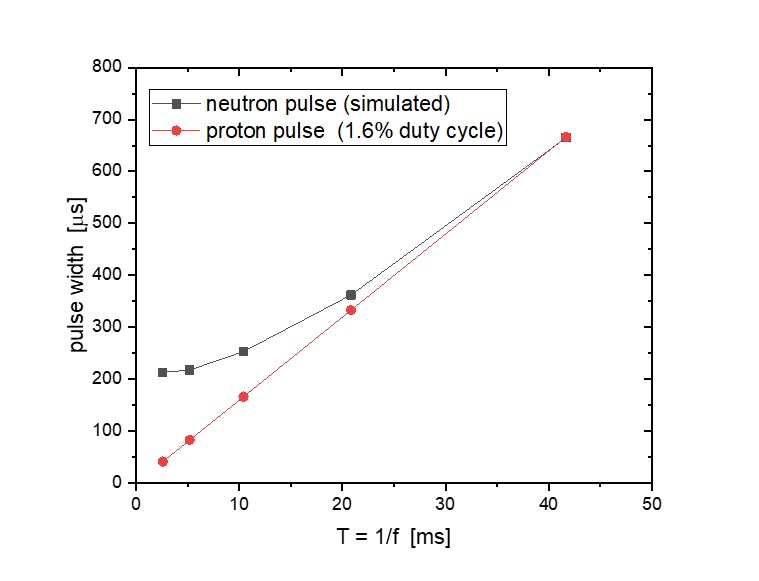 800
700
600
500
400
300
200
100
0
pulse width  [μs]
neutron pulse (simulated)
proton pulse  (1.6% duty cycle)
0 10 20 30 40 50
T = 1/f  [ms]